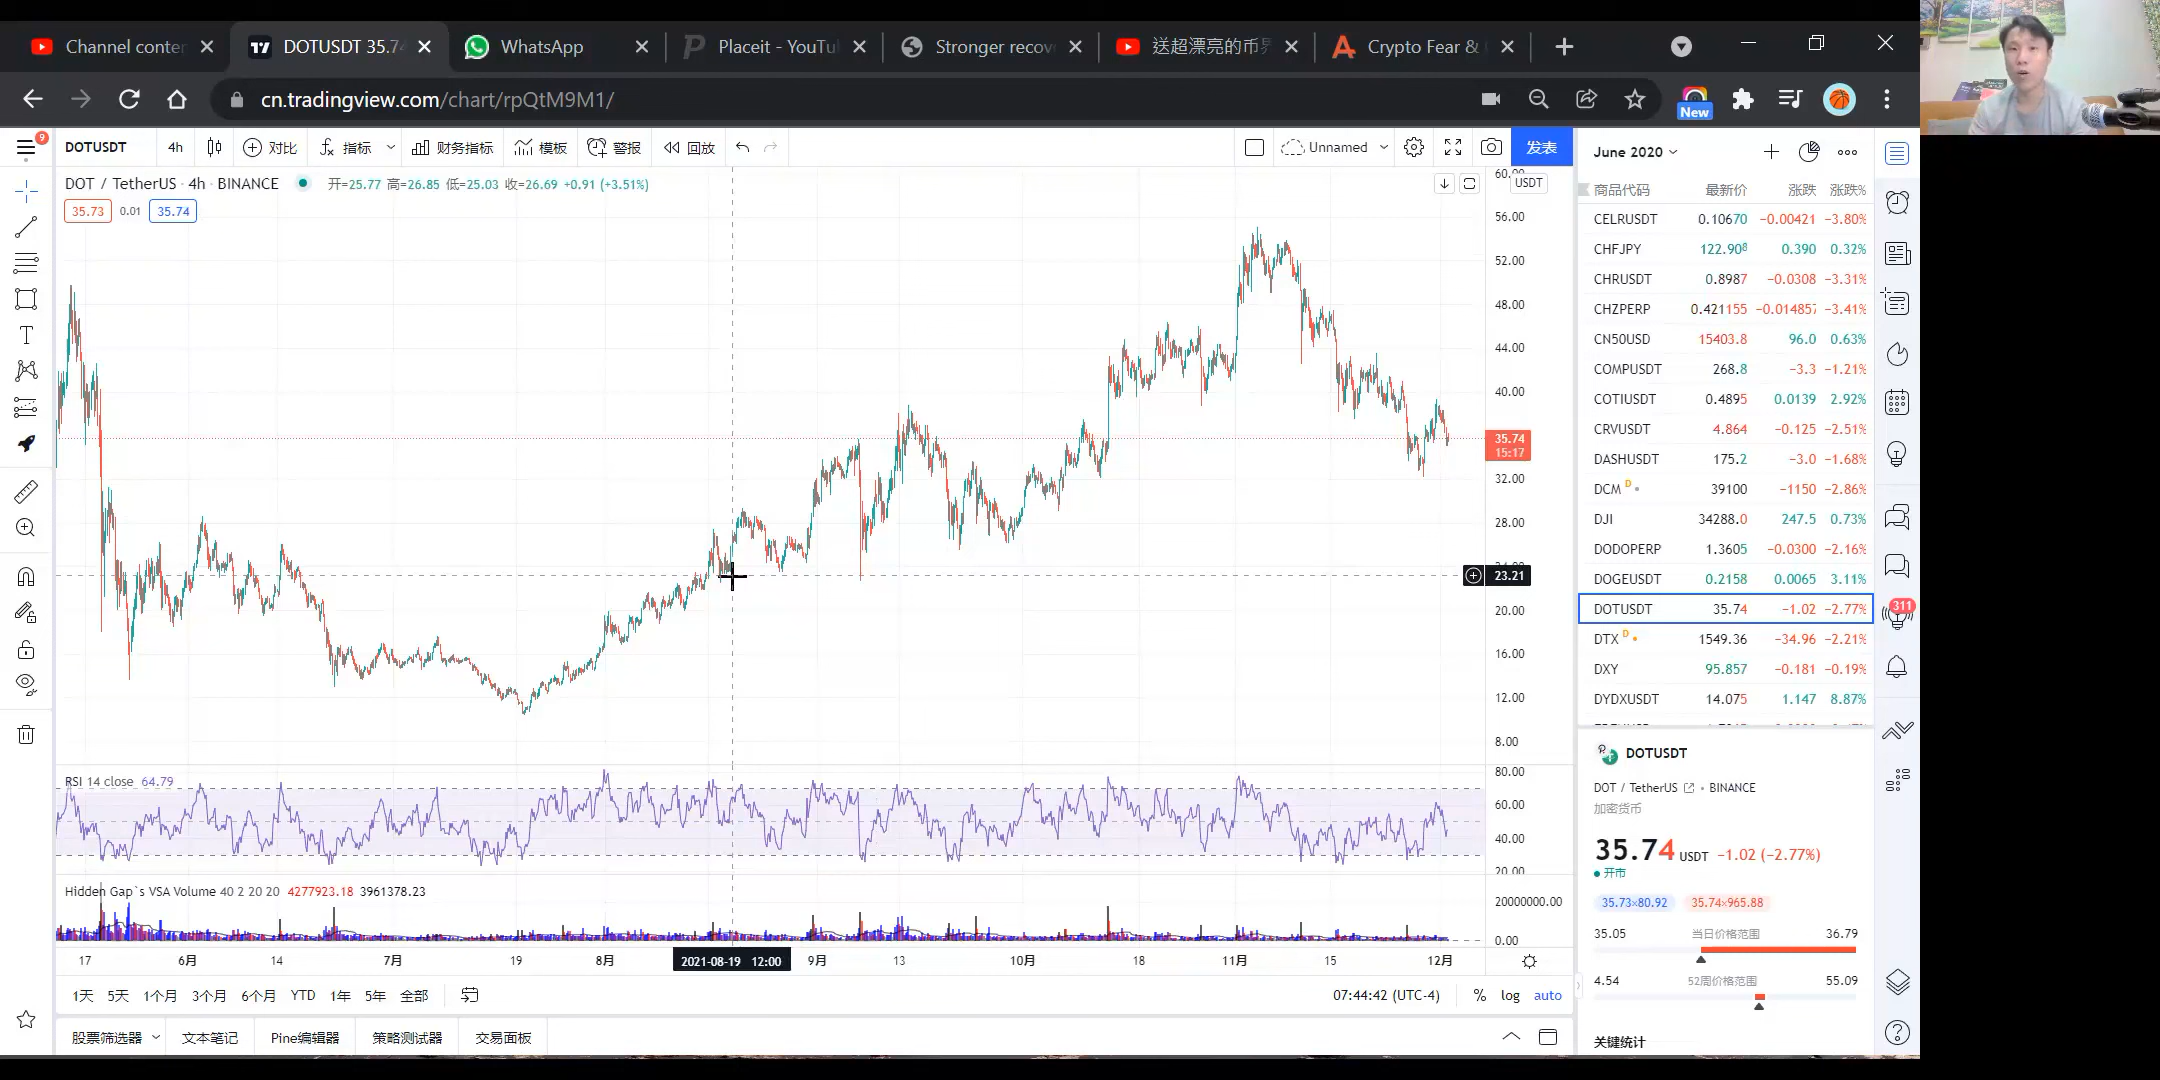 Channel conter
DOTUSDT 35.74
WhatsApp
Placeit - YouTu
Stronger recov
送超漂亮的币界
Crypto Fear &
cn.tradingview.com/chart/rpQtM9M1/
New
9
DOTUSDT 4h 对比 指标 财务指标 模板 警报 回放 Unnamed 发表
DOT / TetherUS · 4h · BINANCE 开=25.77 高=26.85 低=25.03 收=26.69 +0.91 (+3.51%)
35.73 0.01 35.74
USDT
56.00
52.00
48.00
44.00
40.00
35.74
15:17
32.00
28.00
23.21
20.00
16.00
12.00
8.00
RSI 14 close 64.79
80.00
60.00
40.00
20.00
Hidden Gap`s VSA Volume 40 2 20 20 4277923.18 3961378.23
20000000.00
0.00
17 6月 14 7月 19 8月 2021-08-19 12:00 9月 13 10月 18 11月 15 12月
1天 5天 1个月 3个月 6个月 YTD 1年 5年 全部
07:44:42 (UTC-4) % log auto
股票筛选器 文本笔记 Pine编辑器 策略测试器 交易面板
June 2020
商品代码 最新价 涨跌 涨跌%
CELRUSDT 0.10670 −0.00421 −3.80%
CHFJPY 122.908 0.390 0.32%
CHRUSDT 0.8987 −0.0308 −3.31%
CHZPERP 0.421155 −0.014857 −3.41%
CN50USD 15403.8 96.0 0.63%
COMPUSDT 268.8 −3.3 −1.21%
COTIUSDT 0.4895 0.0139 2.92%
CRVUSDT 4.864 −0.125 −2.51%
DASHUSDT 175.2 −3.0 −1.68%
DCM D 39100 −1150 −2.86%
DJI 34288.0 247.5 0.73%
DODOPERP 1.3605 −0.0300 −2.16%
DOGEUSDT 0.2158 0.0065 3.11%
DOTUSDT 35.74 −1.02 −2.77%
DTX D 1549.36 −34.96 −2.21%
DXY 95.857 −0.181 −0.19%
DYDXUSDT 14.075 1.147 8.87%
311
DOTUSDT
DOT / TetherUS • BINANCE
加密货币
35.74 USDT −1.02 (−2.77%)
开市
35.73×80.92 35.74×965.88
35.05 当日价格范围 36.79
4.54 52周价格范围 55.09
关键统计